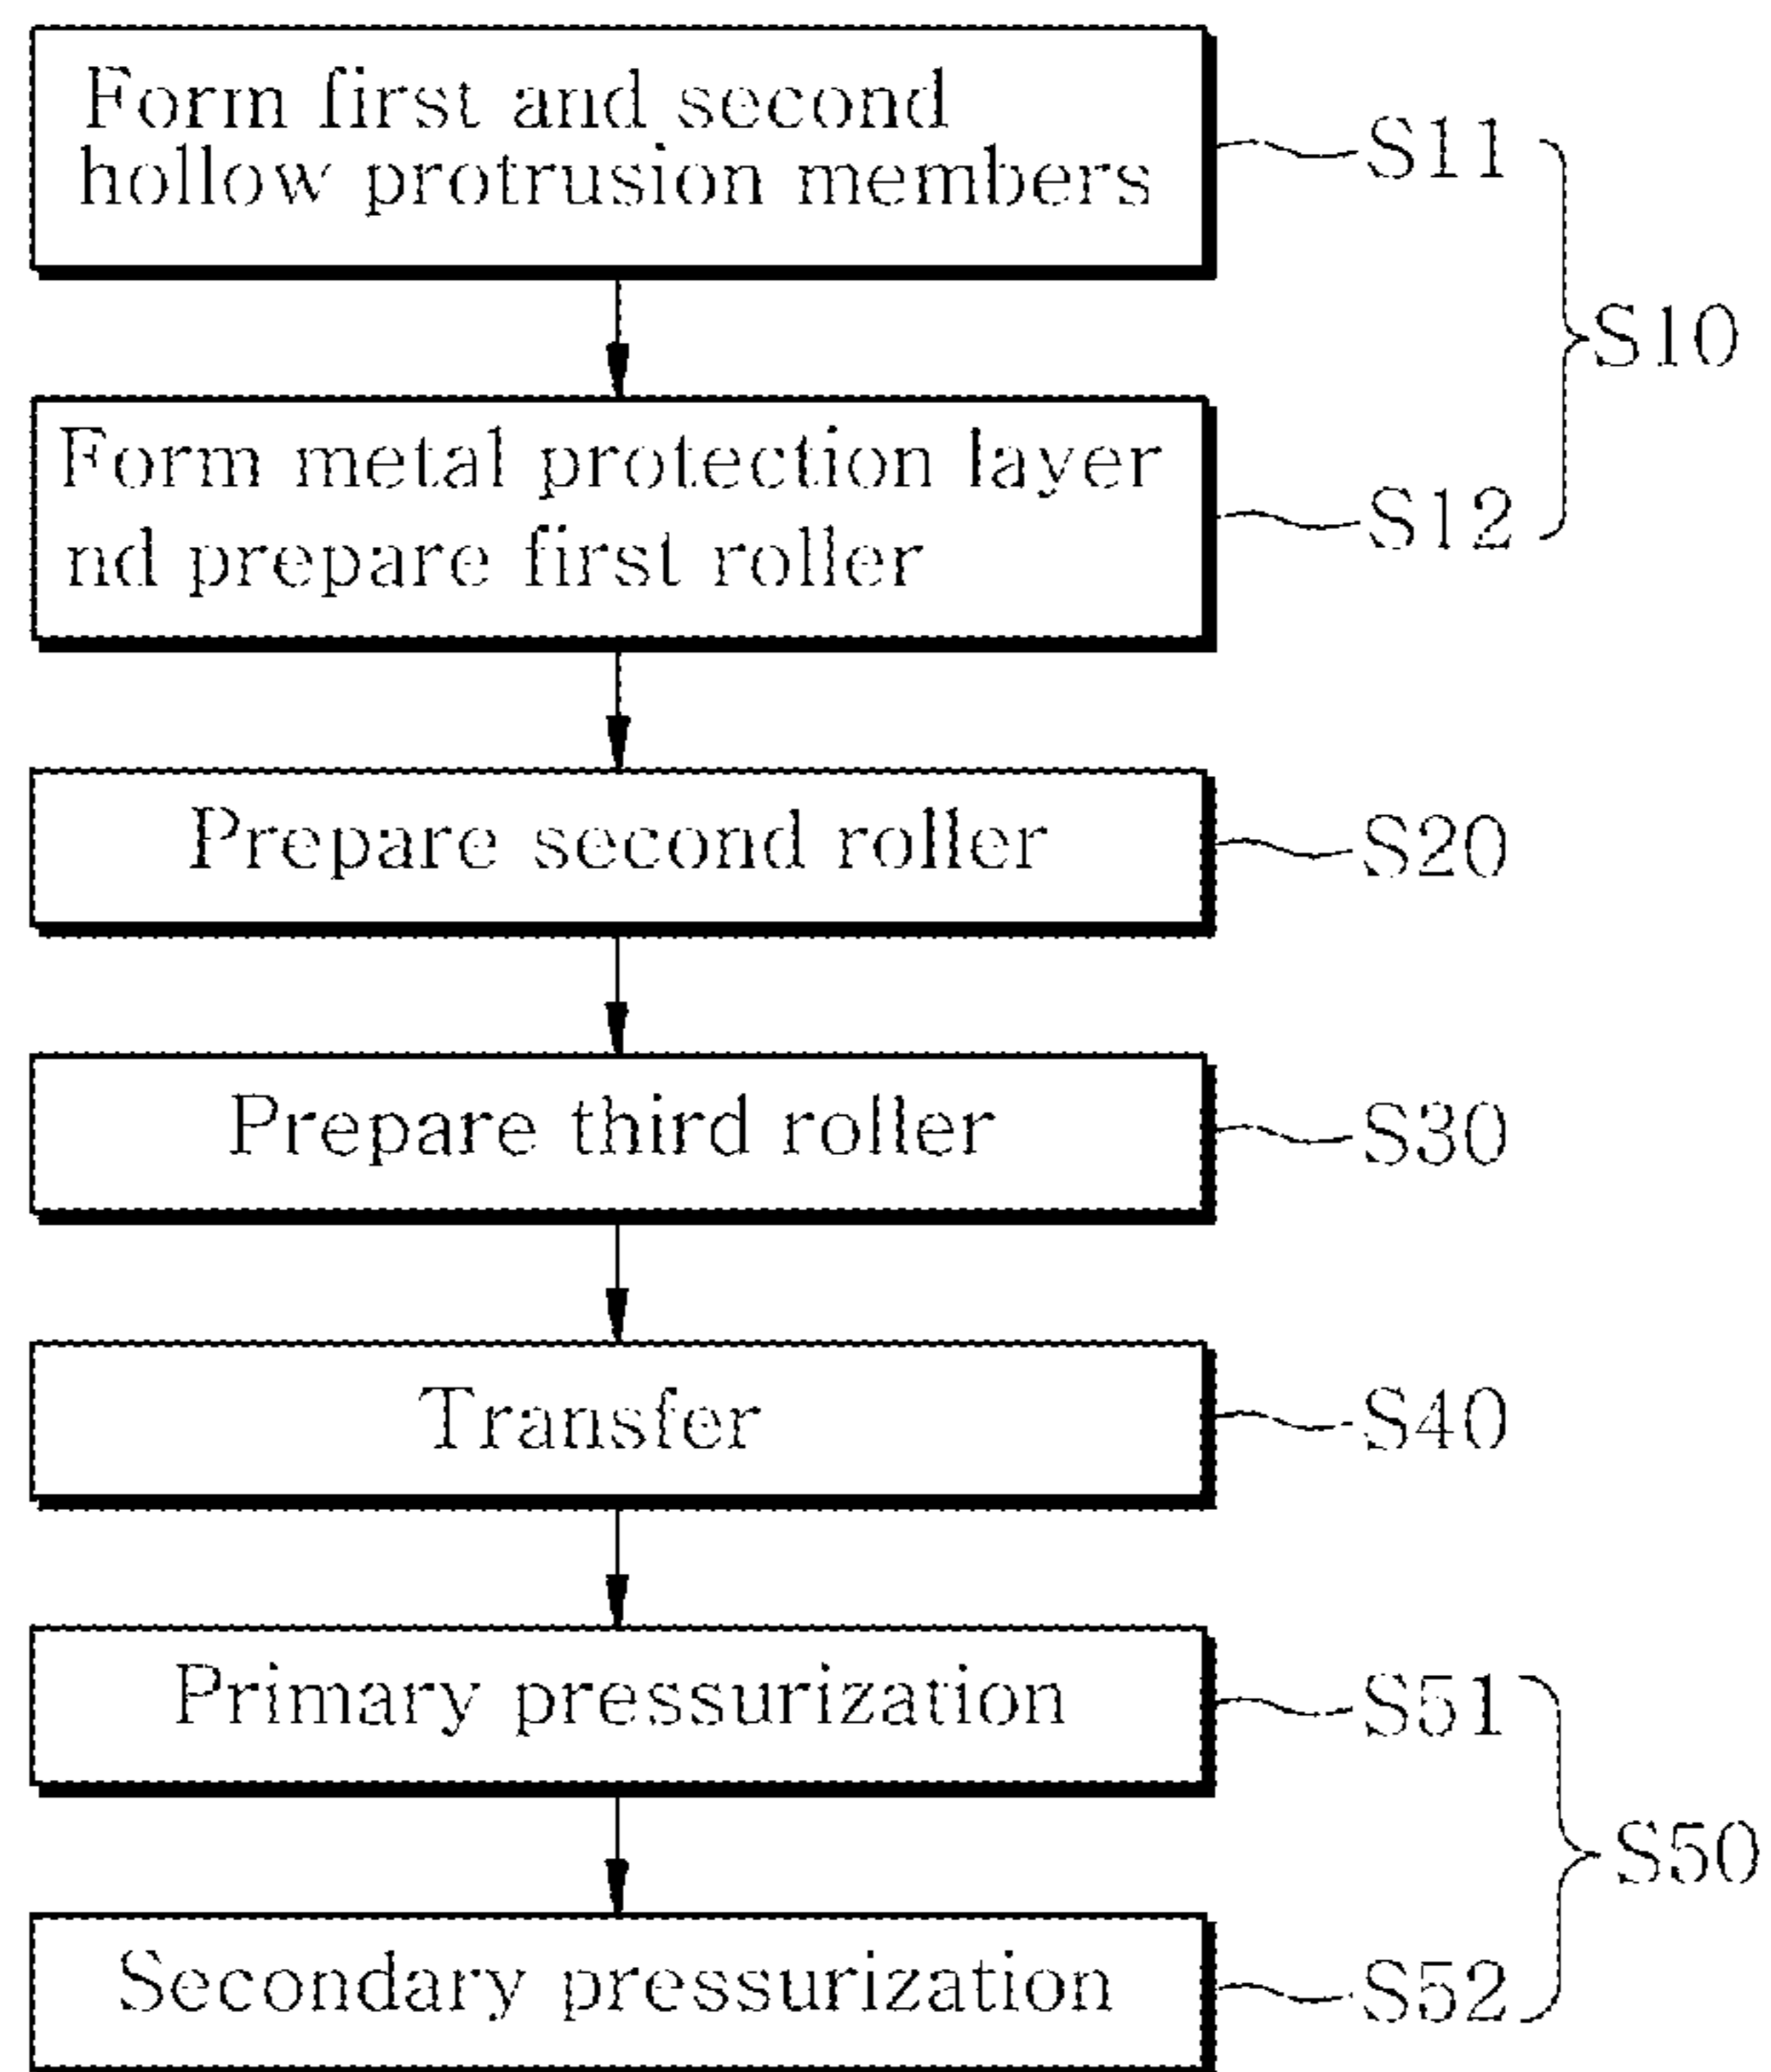 Form first and second
hollow protrusion members
S11
S10
Form metal protection layer
nd prepare first roller
S12
Prepare second roller
S20
Prepare third roller
S30
Transfer
S40
Primary pressurization
S51
S50
Secondary pressurization
S52